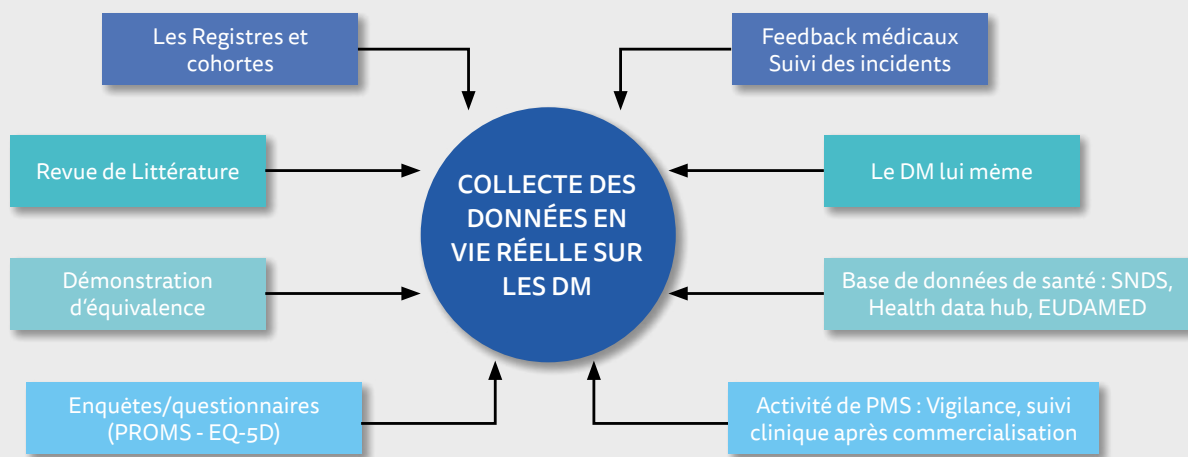 Les Registres et
cohortes
Feedback médicaux
Suivi des incidents
Revue de Littérature
COLLECTE DES
DONNÉES EN
VIE RÉELLE SUR
LES DM
Le DM lui même
Démonstration
d'équivalence
Base de données de santé : SNDS,
Health data hub, EUDAMED
Enquêtes/questionnaires
(PROMS - EQ-5D)
Activité de PMS : Vigilance, suivi
clinique après commercialisation